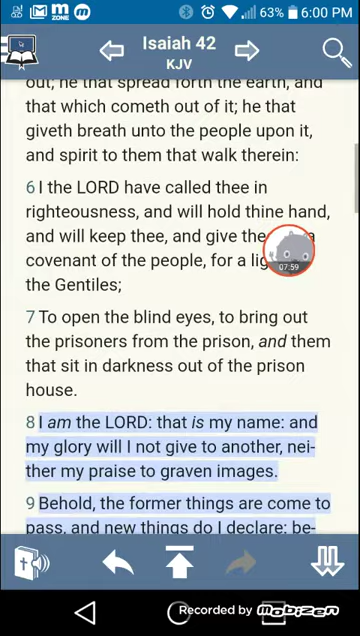 m
m ZONE
63% 6:00 PM
Isaiah 42
KJV
out, he that spread forth the earth, and
that which cometh out of it; he that
giveth breath unto the people upon it,
and spirit to them that walk therein:
6 I the LORD have called thee in
righteousness, and will hold thine hand,
and will keep thee, and give a
covenant of the people, for a
the Gentiles;
07:59
7 To open the blind eyes, to bring out
the prisoners from the prison, and them
that sit in darkness out of the prison
house.
8 I am the LORD: that is my name: and
my glory will I not give to another, nei-
ther my praise to graven images.
9 Behold, the former things are come to
pass, and new things do I declare: be-
Recorded by mobizen